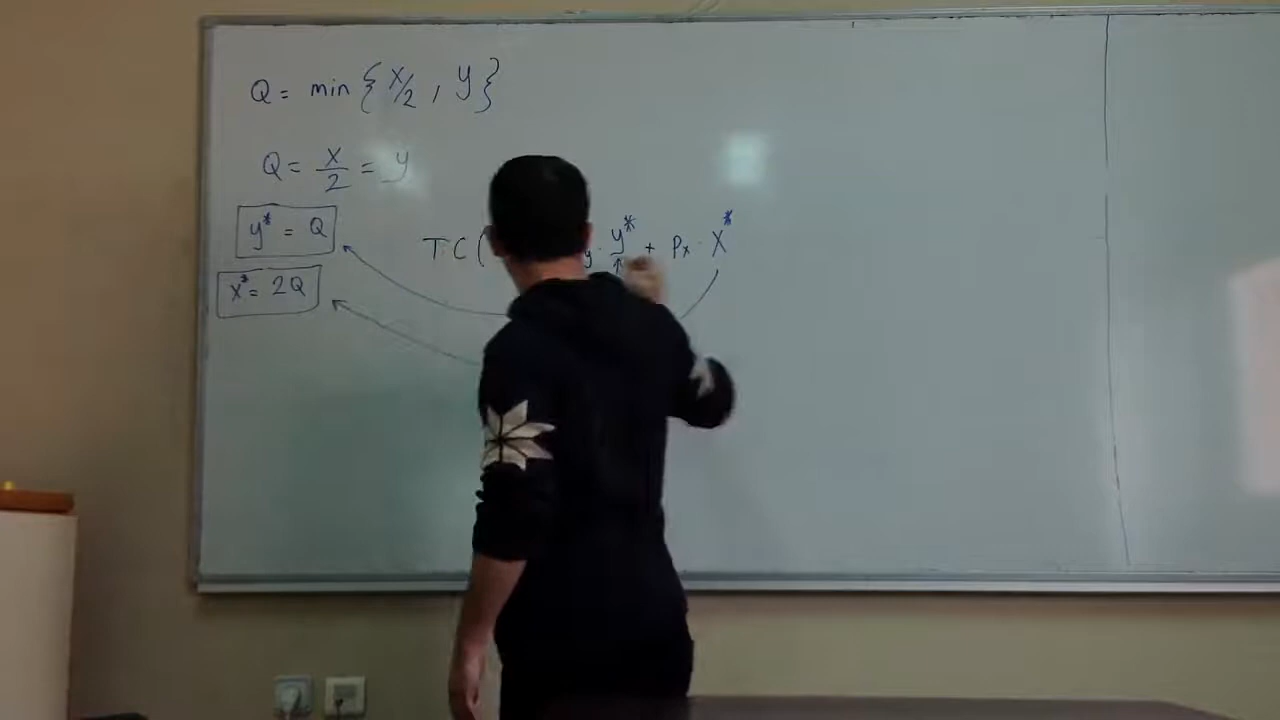 Q = min { x/2 , y }
Q = x/2 = y
y* = Q
x* = 2Q
TC ( y · y* + Px · x*